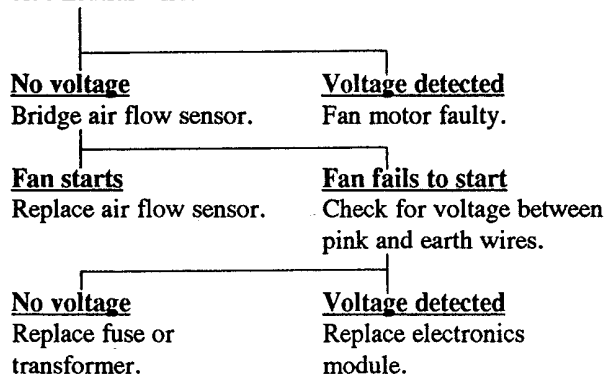 No voltage
Bridge air flow sensor.
Voltage detected
Fan motor faulty.
Fan starts
Replace air flow sensor.
Fan fails to start
Check for voltage between
pink and earth wires.
No voltage
Replace fuse or
transformer.
Voltage detected
Replace electronics
module.